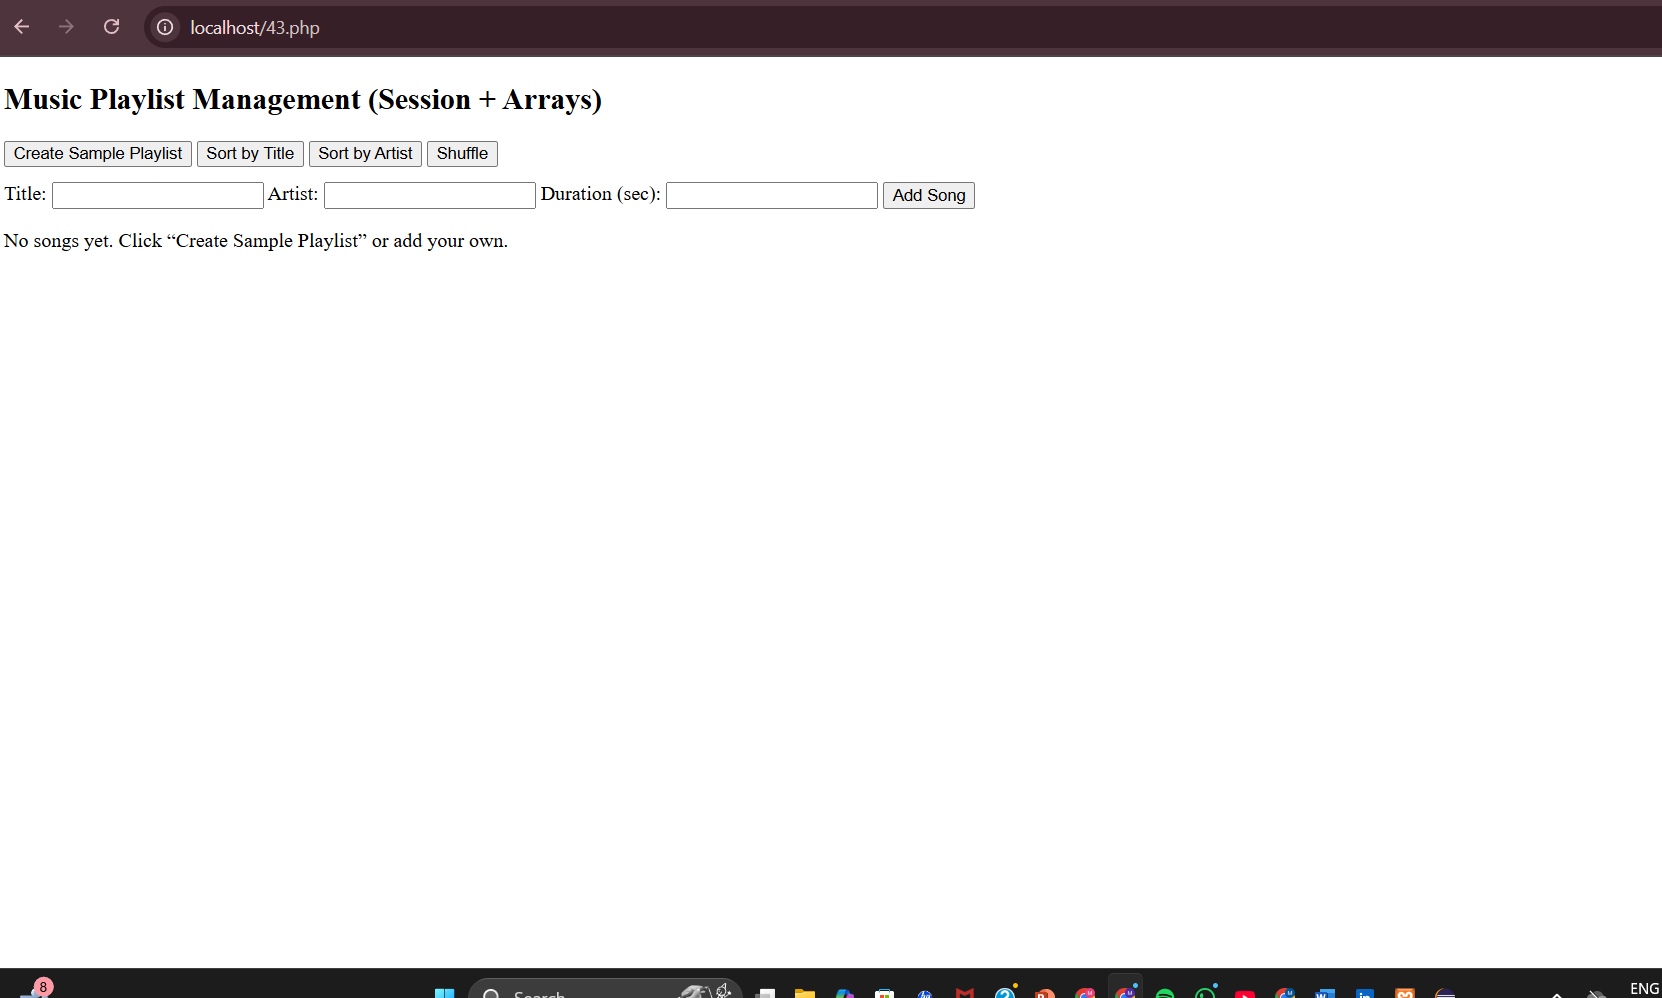 localhost/43.php
Music Playlist Management (Session + Arrays)
Create Sample Playlist Sort by Title Sort by Artist Shuffle
Title: Artist: Duration (sec): Add Song
No songs yet. Click “Create Sample Playlist” or add your own.
8 Search ENG